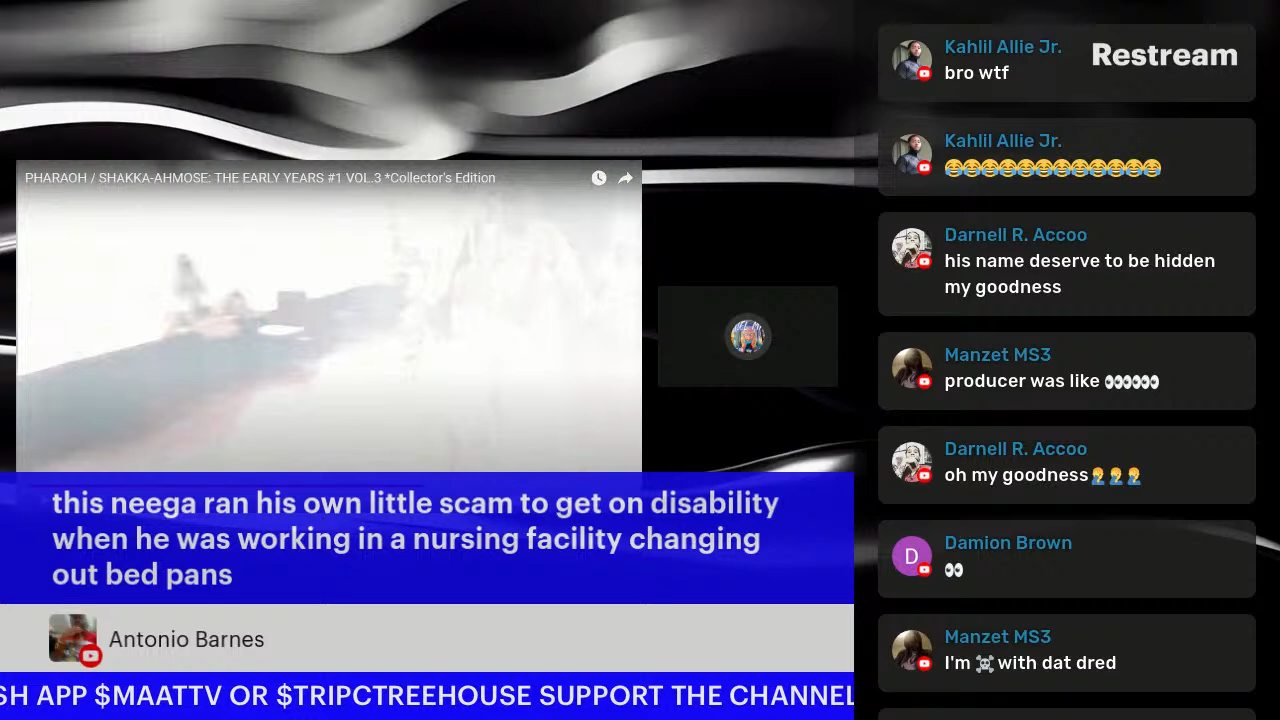 PHARAOH / SHAKKA-AHMOSE: THE EARLY YEARS #1 VOL.3 *Collector's Edition
this neega ran his own little scam to get on disability
when he was working in a nursing facility changing
out bed pans
Antonio Barnes
SH APP $MAATTV OR $TRIPCTREEHOUSE SUPPORT THE CHANNEL
Restream
Kahlil Allie Jr.
bro wtf
Kahlil Allie Jr.
😂😂😂😂😂😂😂😂😂😂😂😂
Darnell R. Accoo
his name deserve to be hidden
my goodness
Manzet MS3
producer was like 👀👀👀👀👀👀
Darnell R. Accoo
oh my goodness🤦‍♂️🤦‍♂️🤦‍♂️
D
Damion Brown
👀
Manzet MS3
I'm ☠️with dat dred